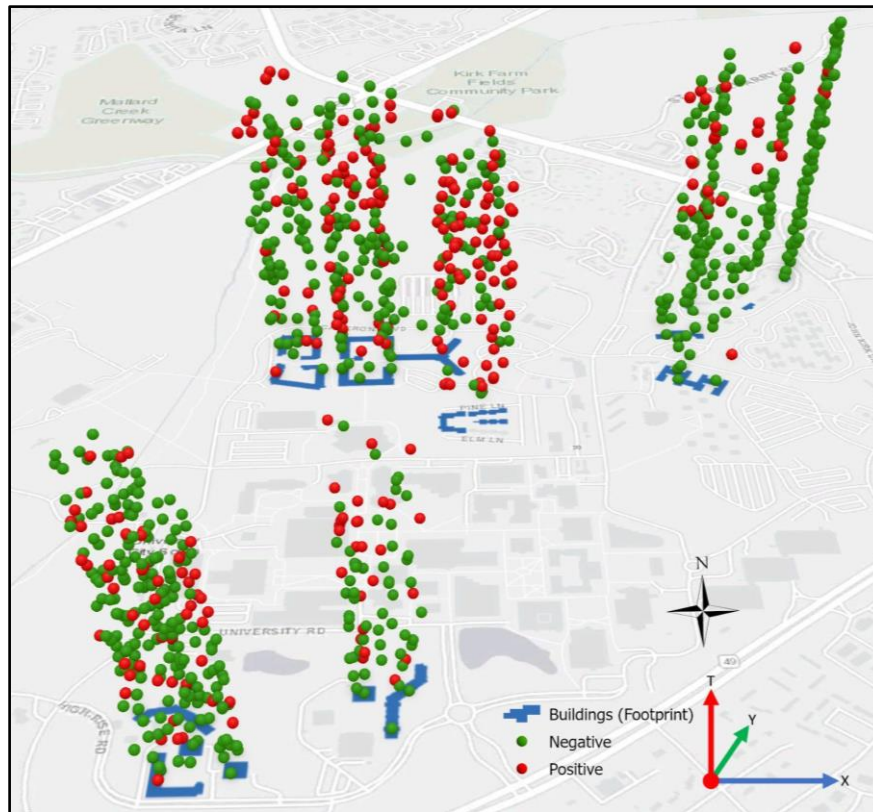 Mallard
Creek
Greenway
Kirk Farm
Fields
Community Park
PINE LN
ELM LN
UNIVERSITY RD
N
49
T
Y
X
Buildings (Footprint)
Negative
Positive